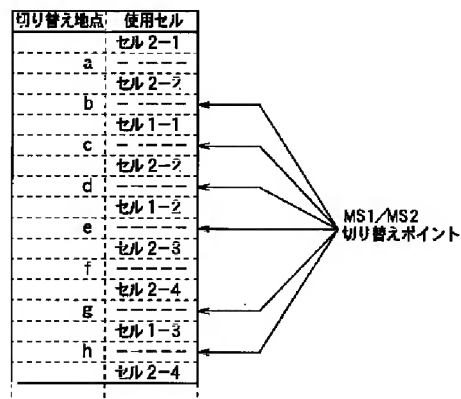 切り替え地点 使用セル
セル2-1
a
セル2-2
b
セル1-1
c
セル2-2
d
セル1-2
e
セル2-3
f
セル2-4
g
セル1-3
h
セル2-4
MS1/MS2
切り替えポイント